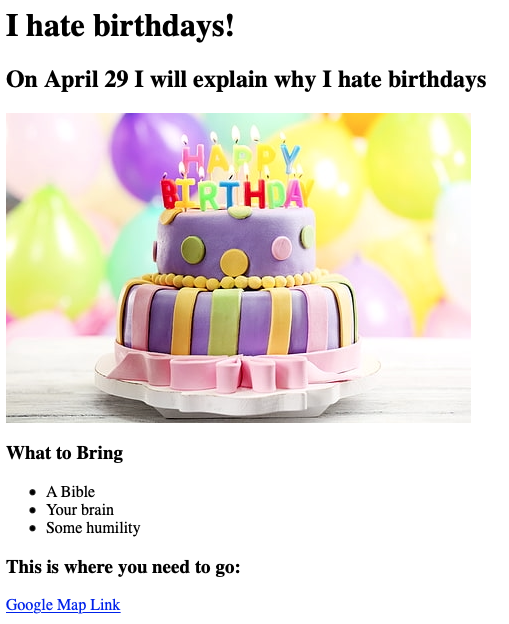 I hate birthdays!
On April 29 I will explain why I hate birthdays
HAPPY
BIRTHDAY
What to Bring
A Bible
Your brain
Some humility
This is where you need to go:
Google Map Link